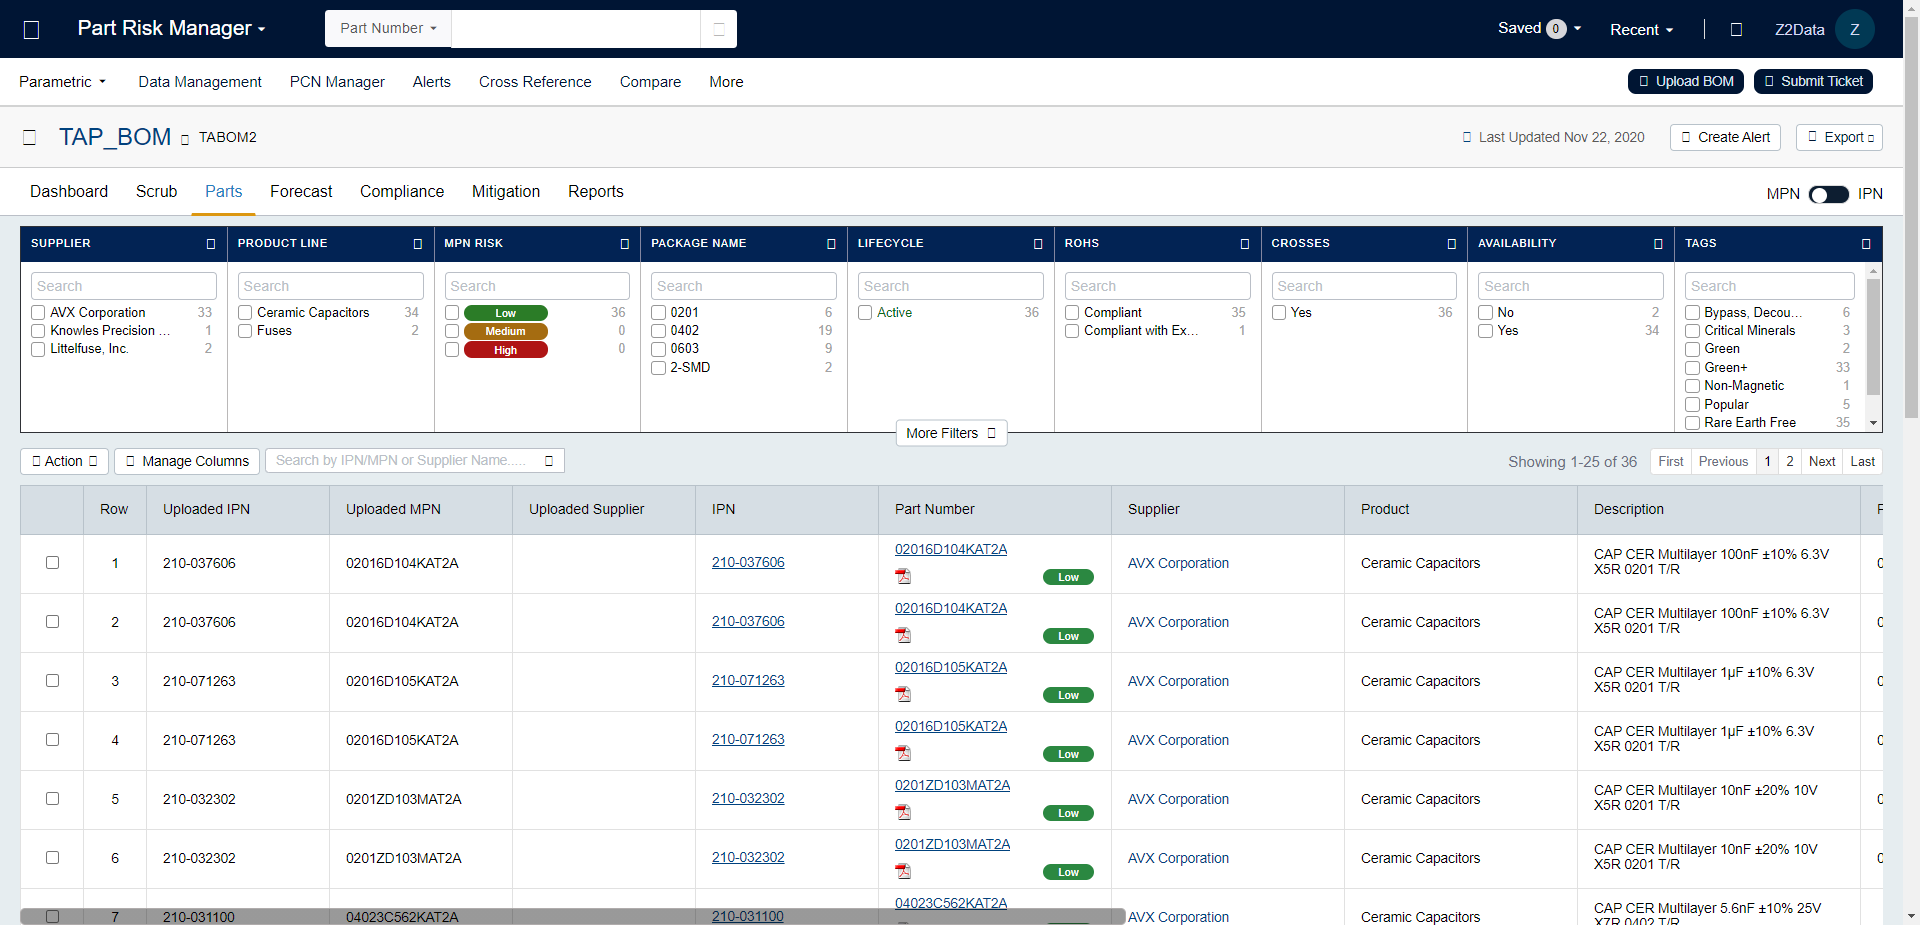 Part Risk Manager
Part Number
Saved 0
Recent
Z2Data
Z
Parametric
Data Management
PCN Manager
Alerts
Cross Reference
Compare
More
Upload BOM
Submit Ticket
TAP_BOM
TABOM2
Last Updated Nov 22, 2020
Create Alert
Export
Dashboard
Scrub
Parts
Forecast
Compliance
Mitigation
Reports
MPN
IPN
SUPPLIER
Search
AVX Corporation 33
Knowles Precision ... 1
Littelfuse, Inc. 2
PRODUCT LINE
Search
Ceramic Capacitors 34
Fuses 2
MPN RISK
Search
Low 36
Medium 0
High 0
PACKAGE NAME
Search
0201 6
0402 19
0603 9
2-SMD 2
LIFECYCLE
Search
Active 36
ROHS
Search
Compliant 35
Compliant with Ex... 1
CROSSES
Search
Yes 36
AVAILABILITY
Search
No 2
Yes 34
TAGS
Search
Bypass, Decou... 6
Critical Minerals 3
Green 2
Green+ 33
Non-Magnetic 1
Popular 5
Rare Earth Free 35
More Filters
Action
Manage Columns
Search by IPN/MPN or Supplier Name.....
Showing 1-25 of 36
First Previous 1 2 Next Last
Row Uploaded IPN Uploaded MPN Uploaded Supplier IPN Part Number Supplier Product Description
1 210-037606 02016D104KAT2A 210-037606 02016D104KAT2A Low AVX Corporation Ceramic Capacitors CAP CER Multilayer 100nF ±10% 6.3V
X5R 0201 T/R
2 210-037606 02016D104KAT2A 210-037606 02016D104KAT2A Low AVX Corporation Ceramic Capacitors CAP CER Multilayer 100nF ±10% 6.3V
X5R 0201 T/R
3 210-071263 02016D105KAT2A 210-071263 02016D105KAT2A Low AVX Corporation Ceramic Capacitors CAP CER Multilayer 1µF ±10% 6.3V
X5R 0201 T/R
4 210-071263 02016D105KAT2A 210-071263 02016D105KAT2A Low AVX Corporation Ceramic Capacitors CAP CER Multilayer 1µF ±10% 6.3V
X5R 0201 T/R
5 210-032302 0201ZD103MAT2A 210-032302 0201ZD103MAT2A Low AVX Corporation Ceramic Capacitors CAP CER Multilayer 10nF ±20% 10V
X5R 0201 T/R
6 210-032302 0201ZD103MAT2A 210-032302 0201ZD103MAT2A Low AVX Corporation Ceramic Capacitors CAP CER Multilayer 10nF ±20% 10V
X5R 0201 T/R
7 210-031100 04023C562KAT2A 210-031100 04023C562KAT2A AVX Corporation Ceramic Capacitors CAP CER Multilayer 5.6nF ±10% 25V
X7R 0402 T/R